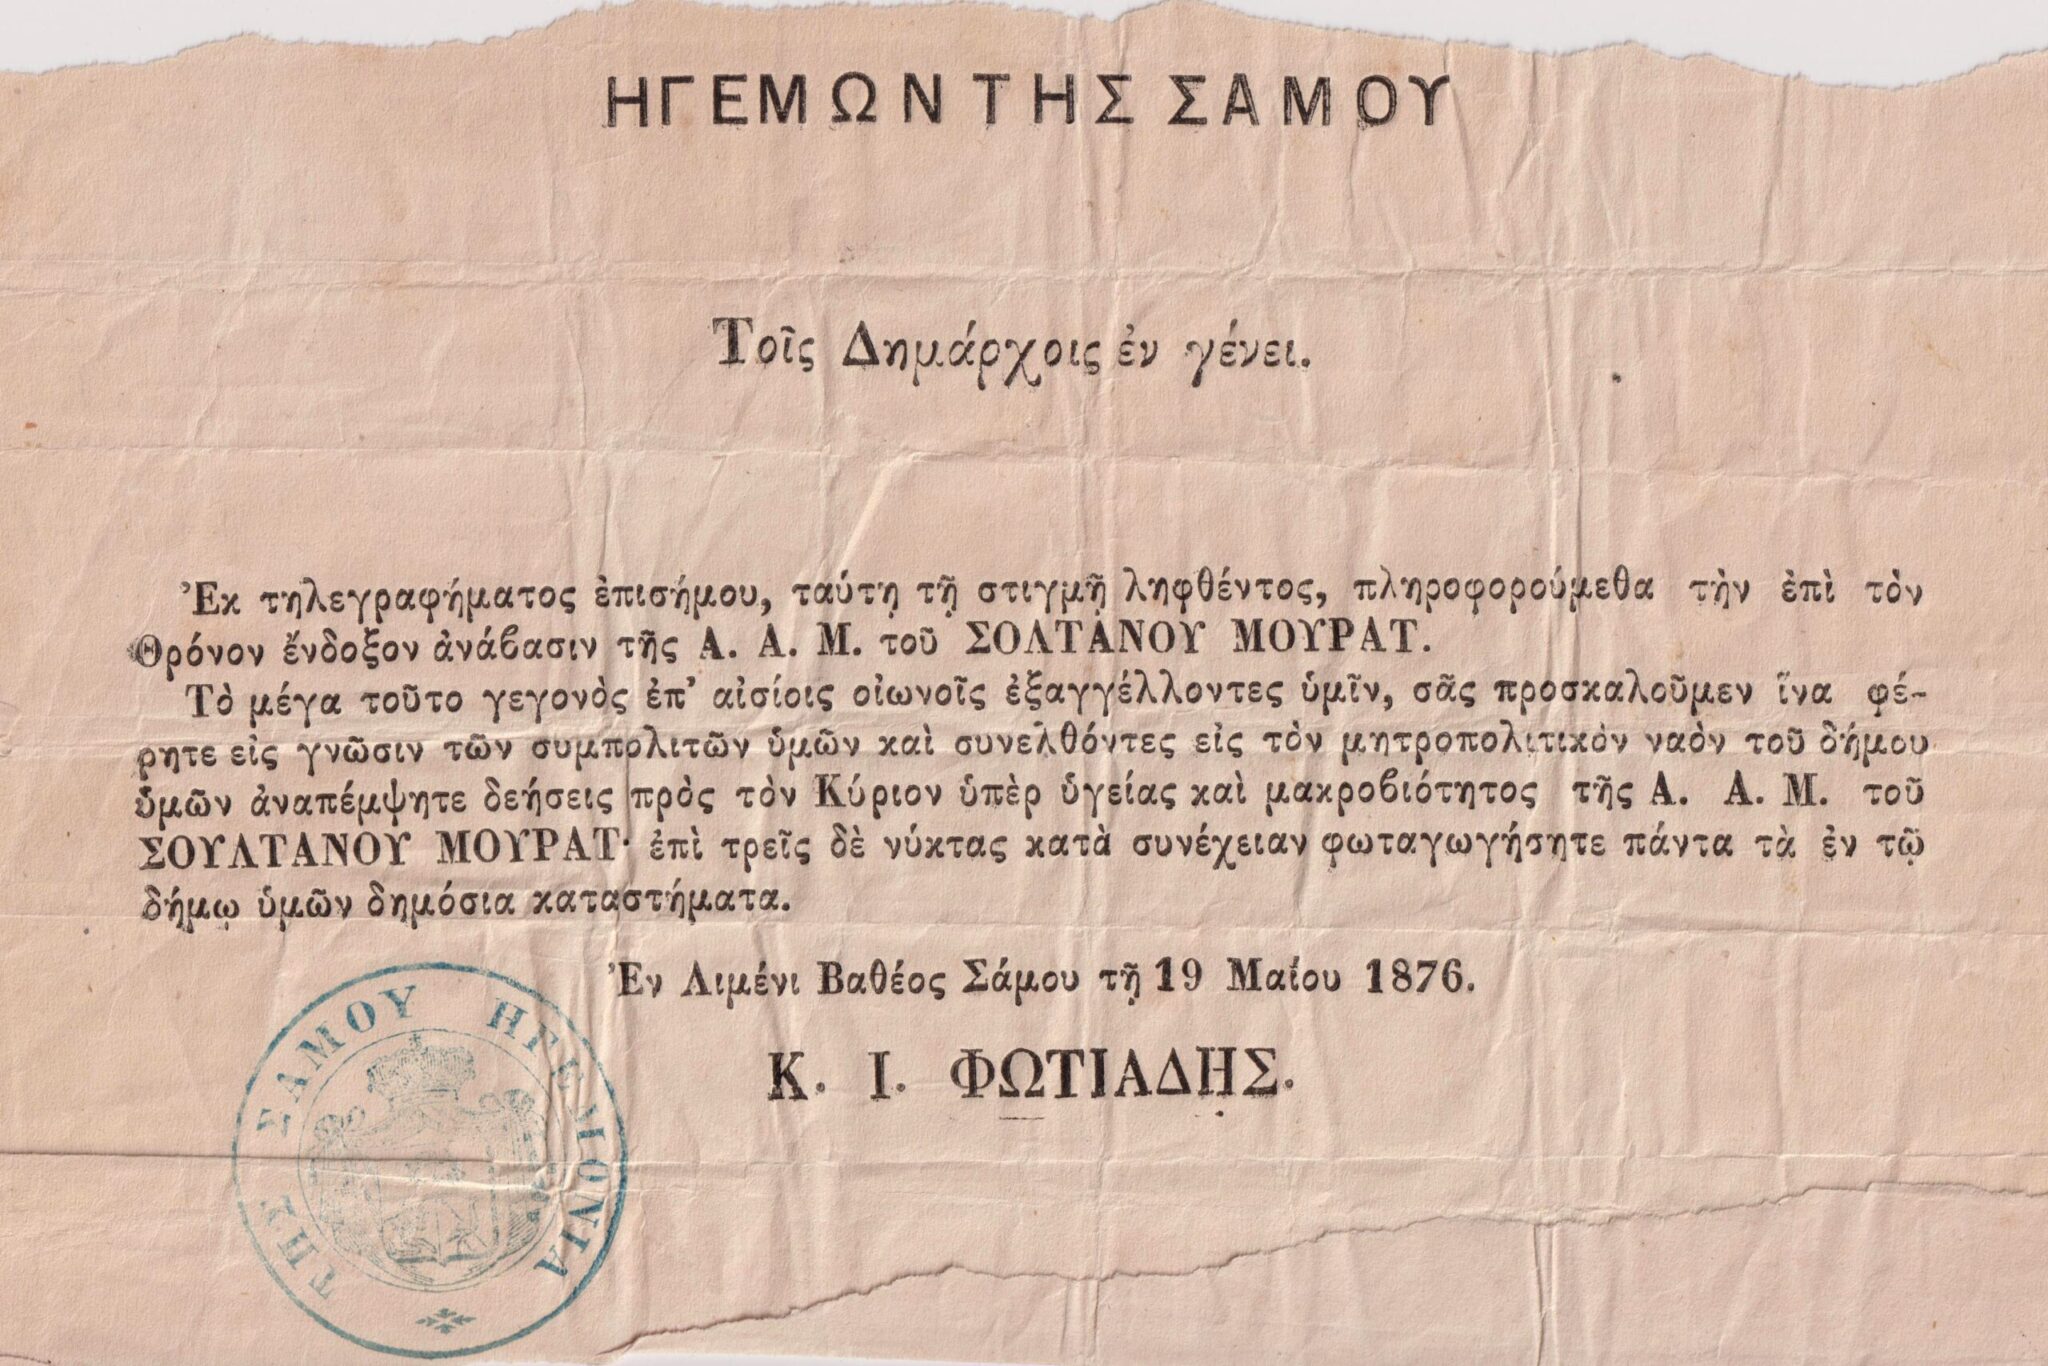 ΗΓΕΜΩΝ ΤΗΣ ΣΑΜΟΥ
Τοῖς Δημάρχοις ἐν γένει.
Ἐκ τηλεγραφήματος ἐπισήμου, ταύτῃ τῇ στιγμῇ ληφθέντος, πληροφορούμεθα τὴν ἐπὶ τὸν
Θρόνον ἔνδοξον ἀνάβασιν τῆς Α. Α. Μ. τοῦ ΣΟΛΤΑΝΟΥ ΜΟΥΡΑΤ.
Τὸ μέγα τοῦτο γεγονὸς ἐπ' αἰσίοις οἰωνοῖς ἐξαγγέλλοντες ὑμῖν, σᾶς προσκαλοῦμεν ἵνα φέ-
ρητε εἰς γνῶσιν τῶν συμπολιτῶν ὑμῶν καὶ συνελθόντες εἰς τὸν μητροπολιτικὸν ναὸν τοῦ δήμου
ὑμῶν ἀναπέμψητε δεήσεις πρὸς τὸν Κύριον ὑπὲρ ὑγείας καὶ μακροβιότητος τῆς Α. Α. Μ. τοῦ
ΣΟΥΛΤΑΝΟΥ ΜΟΥΡΑΤ· ἐπὶ τρεῖς δὲ νύκτας κατὰ συνέχειαν φωταγωγήσητε πάντα τὰ ἐν τῷ
δήμῳ ὑμῶν δημόσια καταστήματα.
Ἐν Λιμένι Βαθέος Σάμου τῇ 19 Μαΐου 1876.
Κ. Ι. ΦΩΤΙΑΔΗΣ.
ΤΗΣ ΣΑΜΟΥ ΗΓΕΜΟΝΙΑ